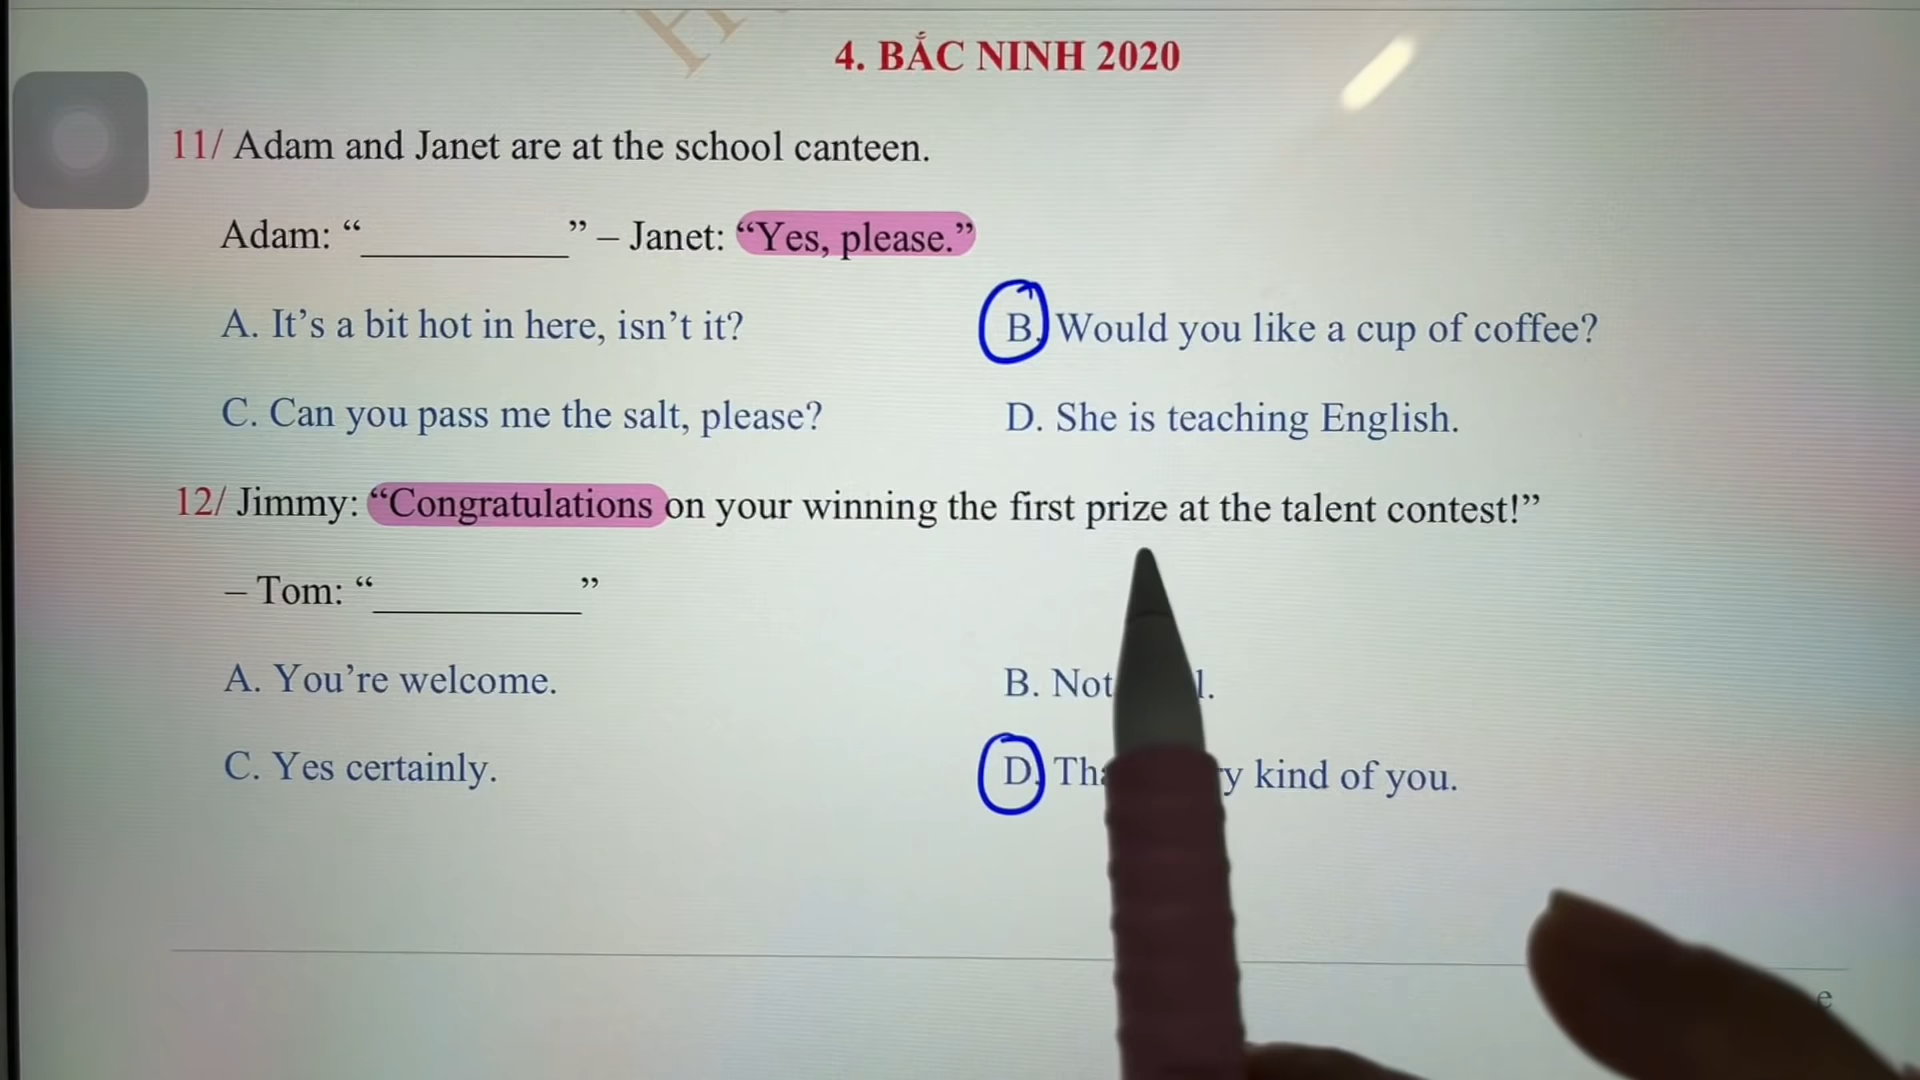 4. BẮC NINH 2020
11/ Adam and Janet are at the school canteen.
Adam: “__________” – Janet: “Yes, please.”
A. It’s a bit hot in here, isn’t it? B. Would you like a cup of coffee?
C. Can you pass me the salt, please? D. She is teaching English.
12/ Jimmy: “Congratulations on your winning the first prize at the talent contest!”
– Tom: “__________”
A. You’re welcome. B. Not
C. Yes certainly. D. kind of you.